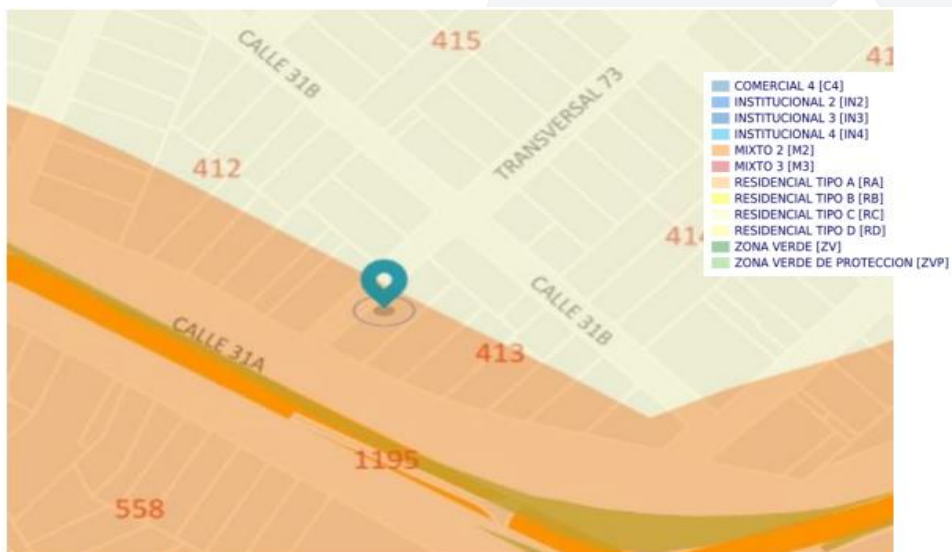 CALLE 31B
415
41
TRANSVERSAL 73
412
COMERCIAL 4 [C4]
INSTITUCIONAL 2 [IN2]
INSTITUCIONAL 3 [IN3]
INSTITUCIONAL 4 [IN4]
MIXTO 2 [M2]
MIXTO 3 [M3]
RESIDENCIAL TIPO A [RA]
RESIDENCIAL TIPO B [RB]
RESIDENCIAL TIPO C [RC]
RESIDENCIAL TIPO D [RD]
ZONA VERDE [ZV]
ZONA VERDE DE PROTECCION [ZVP]
414
CALLE 31B
CALLE 31A
413
1195
558